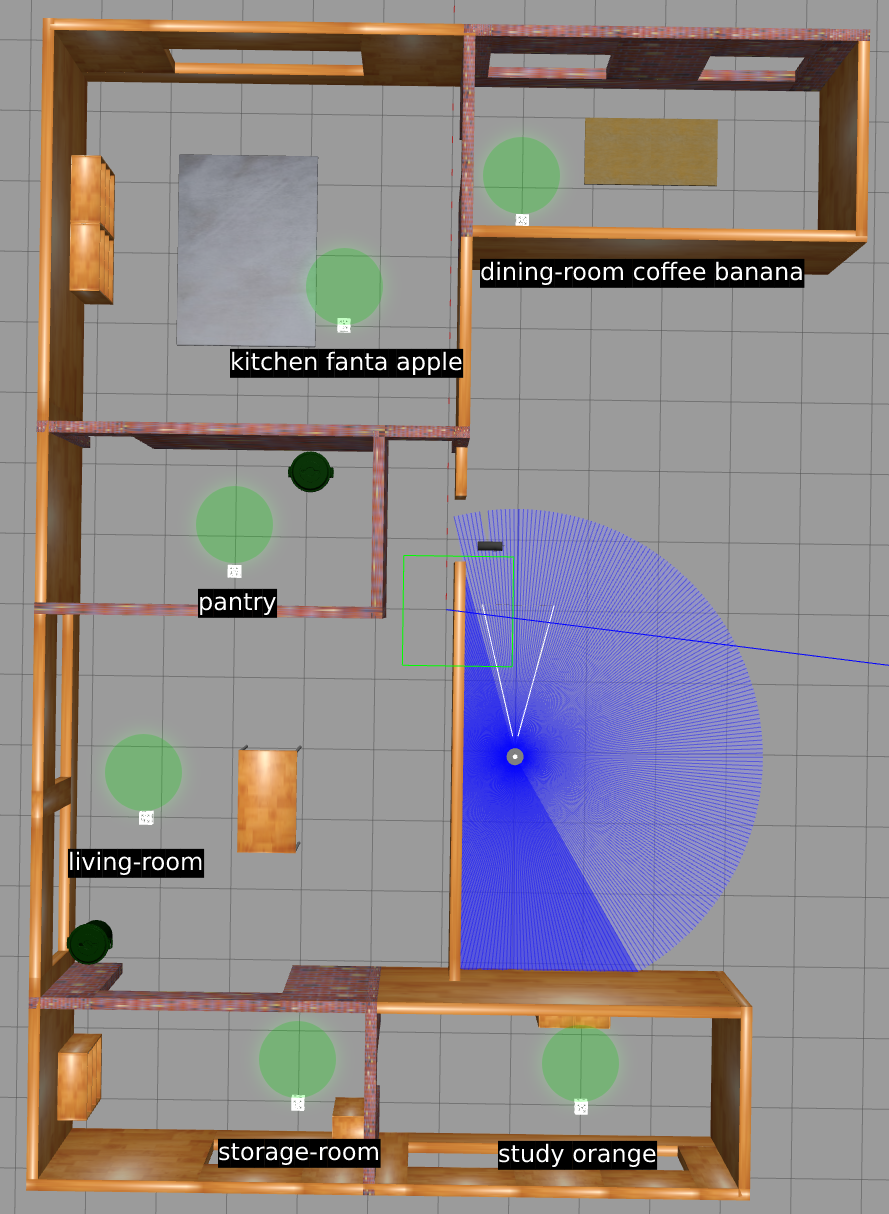 dining-room coffee banana
kitchen fanta apple
pantry
living-room
storage-room
study orange